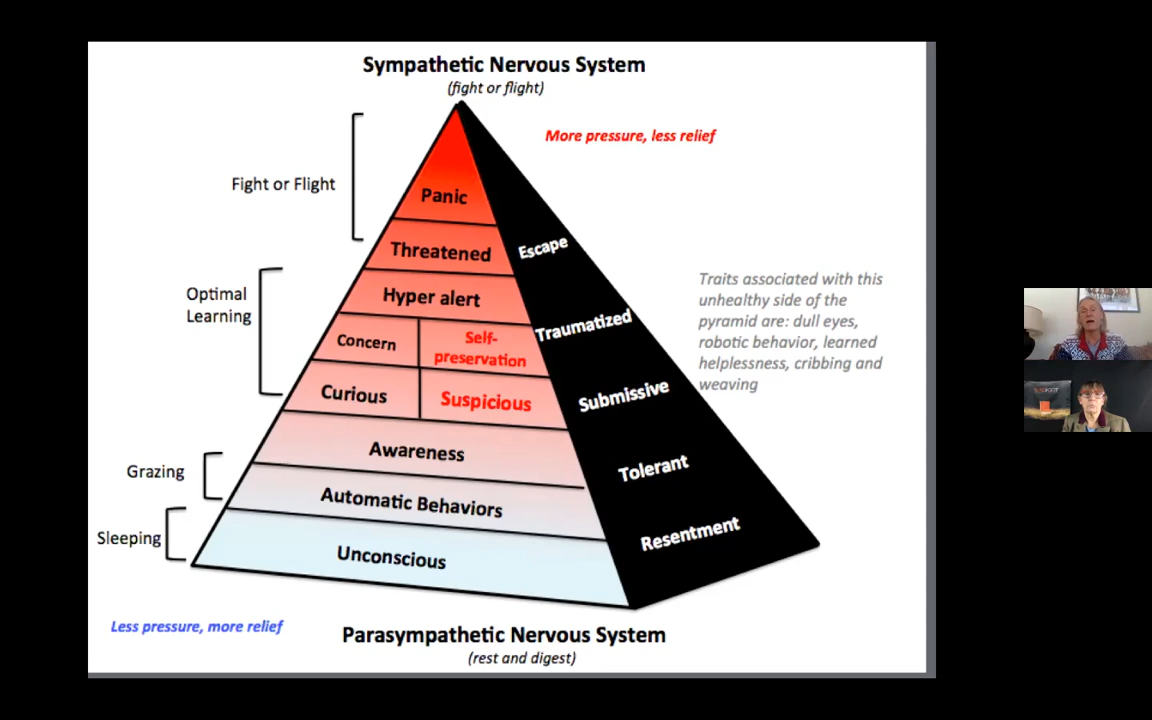 Sympathetic Nervous System
(fight or flight)
More pressure, less relief
Fight or Flight
Panic
Threatened
Escape
Optimal
Learning
Hyper alert
Traumatized
Concern
Self-
preservation
Curious
Suspicious
Submissive
Traits associated with this
unhealthy side of the
pyramid are: dull eyes,
robotic behavior, learned
helplessness, cribbing and
weaving
Awareness
Tolerant
Grazing
Automatic Behaviors
Sleeping
Unconscious
Resentment
Less pressure, more relief
Parasympathetic Nervous System
(rest and digest)